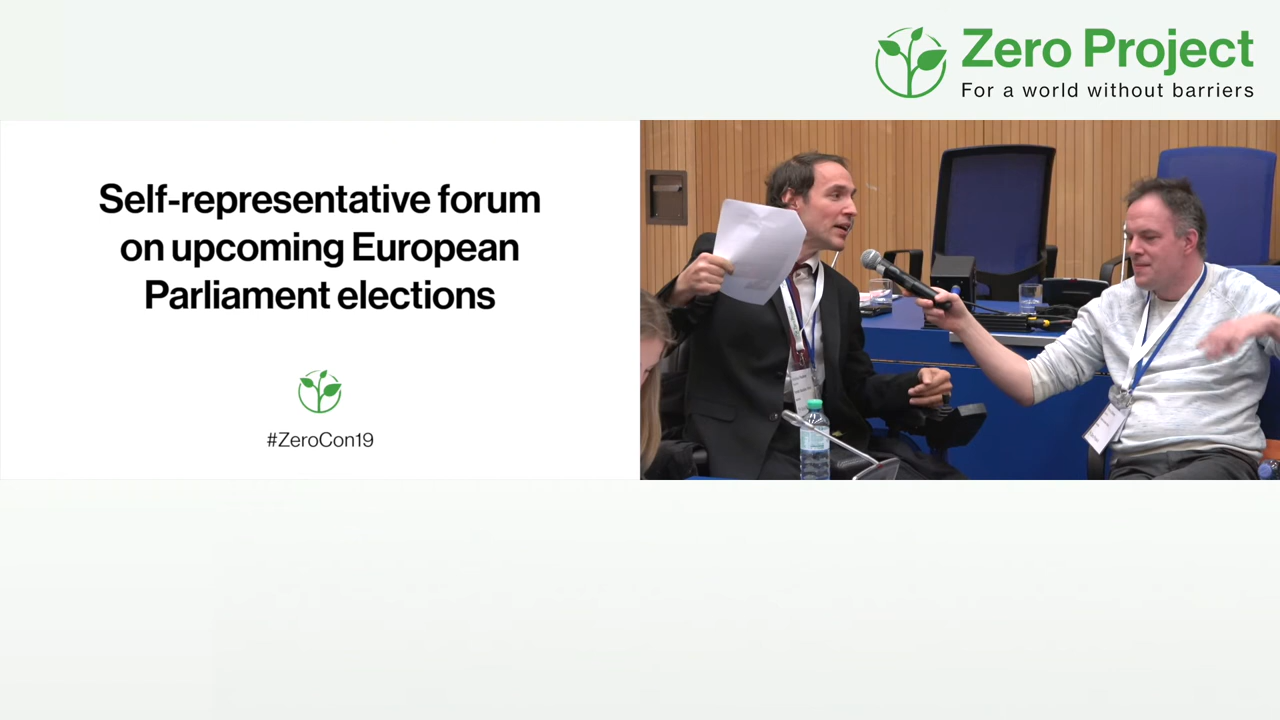 Zero Project
For a world without barriers
Self-representative forum
on upcoming European
Parliament elections
#ZeroCon19